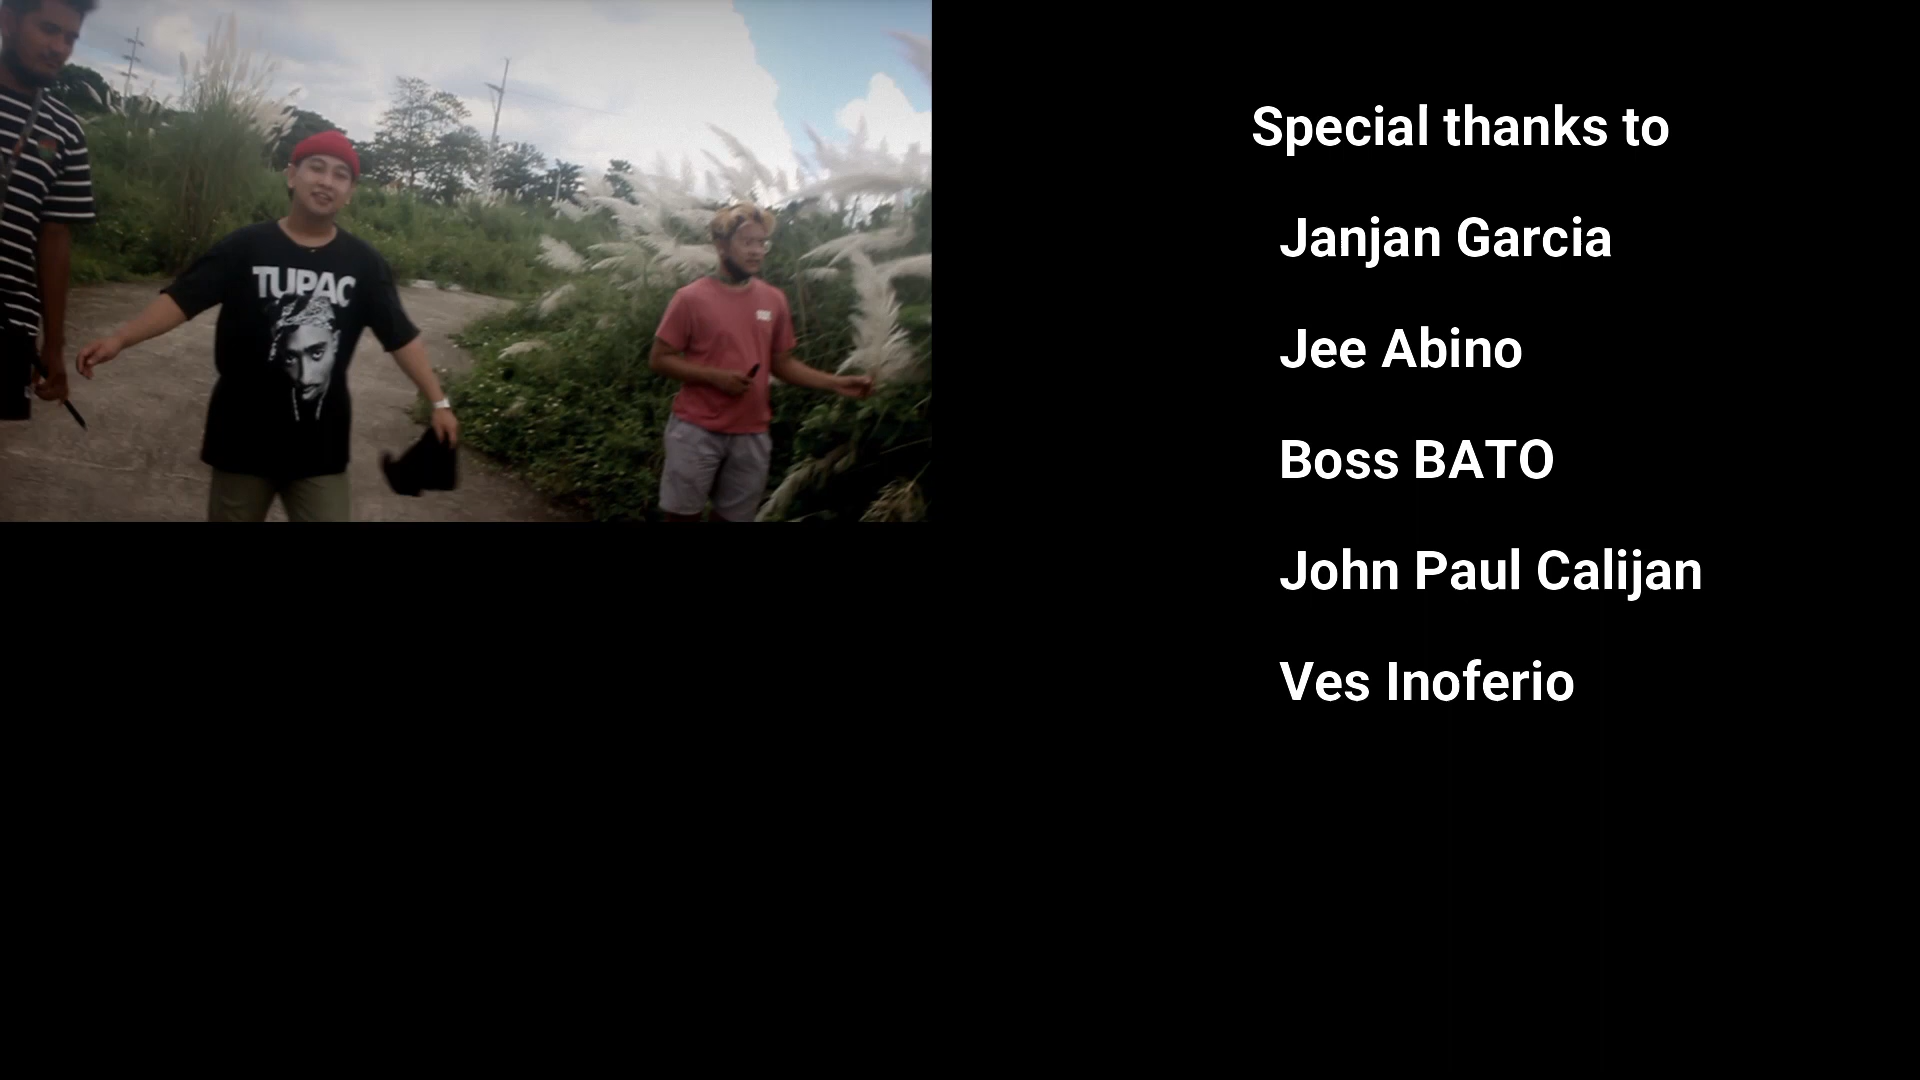 TUPAC
Special thanks to
Janjan Garcia
Jee Abino
Boss BATO
John Paul Calijan
Ves Inoferio